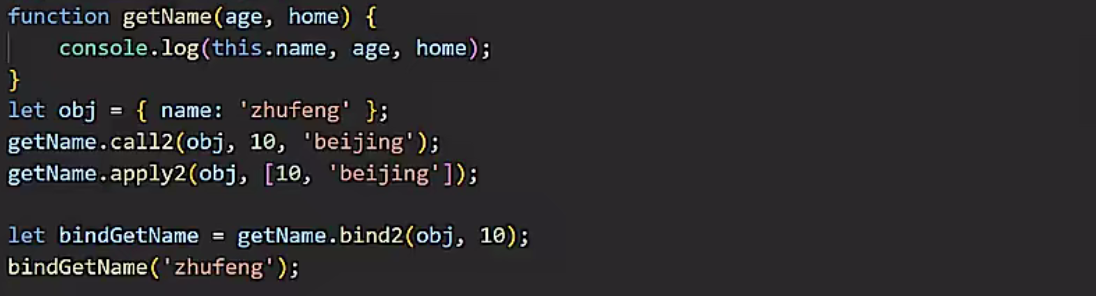 function getName(age, home) {
    console.log(this.name, age, home);
}
let obj = { name: 'zhufeng' };
getName.call2(obj, 10, 'beijing');
getName.apply2(obj, [10, 'beijing']);

let bindGetName = getName.bind2(obj, 10);
bindGetName('zhufeng');